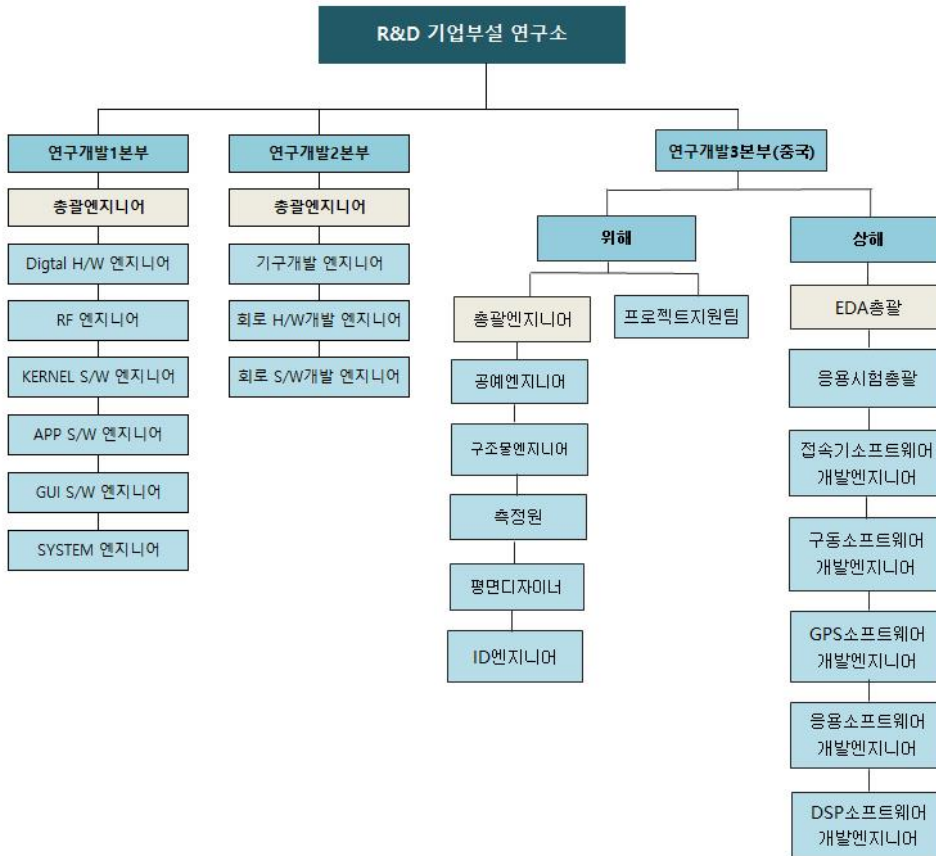 R&D 기업부설 연구소
연구개발1본부
총괄엔지니어
Digtal H/W 엔지니어
RF 엔지니어
KERNEL S/W 엔지니어
APP S/W 엔지니어
GUI S/W 엔지니어
SYSTEM 엔지니어
연구개발2본부
총괄엔지니어
기구개발 엔지니어
회로 H/W개발 엔지니어
회로 S/W개발 엔지니어
연구개발3본부(중국)
위해
총괄엔지니어
공예엔지니어
구조물엔지니어
측정원
평면디자이너
ID엔지니어
프로젝트지원팀
상해
EDA총괄
응용시험총괄
접속기소프트웨어
개발엔지니어
구동소프트웨어
개발엔지니어
GPS소프트웨어
개발엔지니어
응용소프트웨어
개발엔지니어
DSP소프트웨어
개발엔지니어